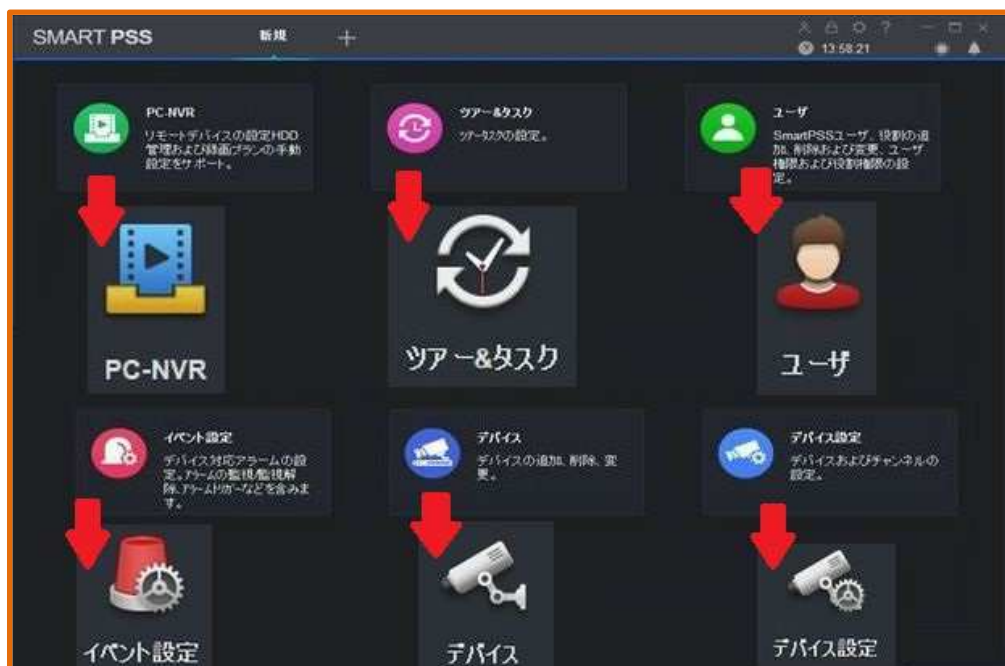 SMART PSS
新規
+
?
13:58:21
PC-NVR
リモートデバイスの設定HDD
管理および録画プランの手動
設定をサポート。
ツアー&タスク
ツアー・タスクの設定。
ユーザ
SmartPSSユーザ、役割の追
加、削除および変更、ユーザ
権限および役割権限の設
定。
PC-NVR
ツアー&タスク
ユーザ
イベント設定
デバイス対応アラームの設
定。アラームの監視/監視解
除、アラームトリガーなどを含みま
す。
デバイス
デバイスの追加、削除、変
更。
デバイス設定
デバイスおよびチャンネルの
設定。
イベント設定
デバイス
デバイス設定